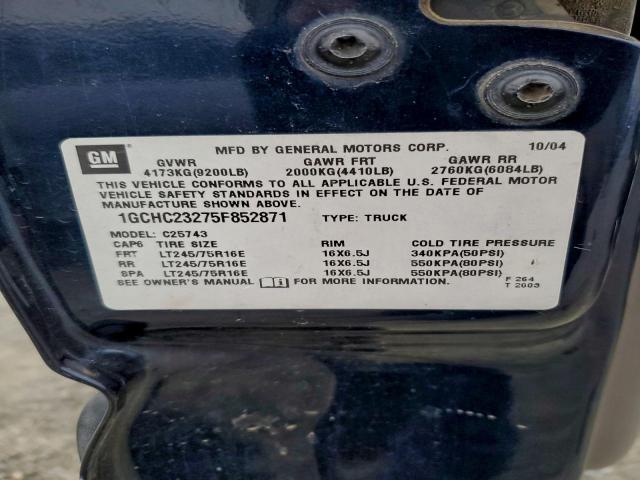 GM
MFD BY GENERAL MOTORS CORP. 10/04
GVWR GAWR FRT GAWR RR
4173KG(9200LB) 2000KG(4410LB) 2760KG(6084LB)
THIS VEHICLE CONFORMS TO ALL APPLICABLE U.S. FEDERAL MOTOR
VEHICLE SAFETY STANDARDS IN EFFECT ON THE DATE OF
MANUFACTURE SHOWN ABOVE.
1GCHC23275F852871 TYPE: TRUCK
MODEL: C25743
CAP6 TIRE SIZE RIM COLD TIRE PRESSURE
FRT LT245/75R16E 16X6.5J 340KPA(50PSI)
RR LT245/75R16E 16X6.5J 550KPA(80PSI)
SPA LT245/75R16E 16X6.5J 550KPA(80PSI)
SEE OWNER'S MANUAL FOR MORE INFORMATION.
F 264
T 2003